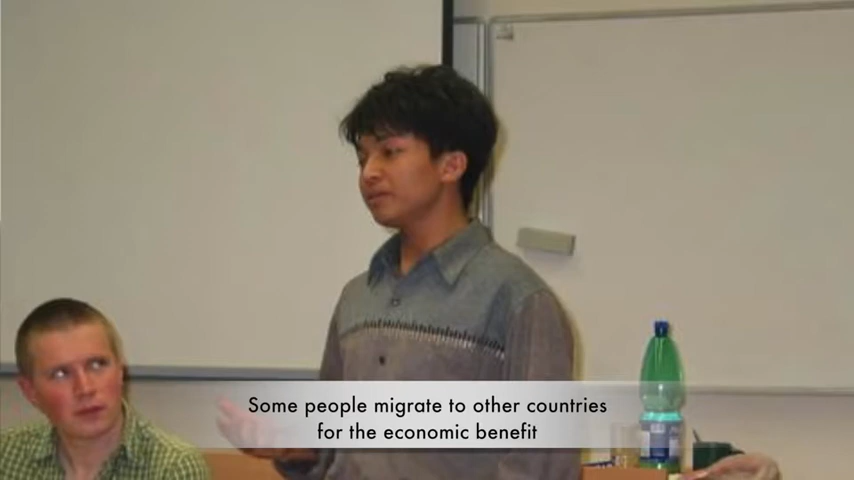 Some people migrate to other countries
for the economic benefit